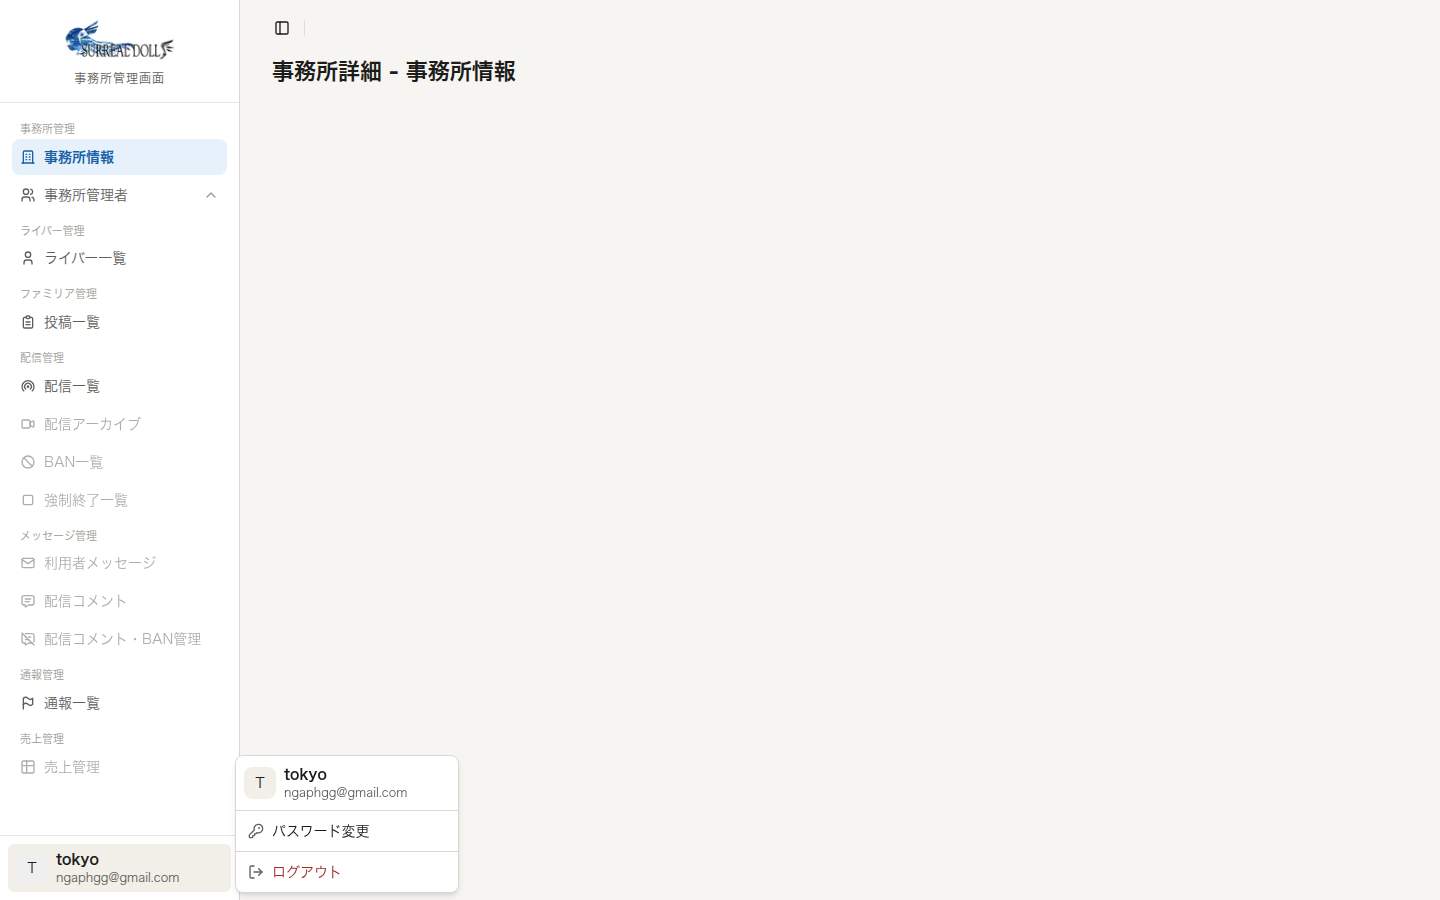 SURREAL DOLL
事務所管理画面
事務所管理
事務所情報
事務所管理者
ライバー管理
ライバー一覧
ファミリア管理
投稿一覧
配信管理
配信一覧
配信アーカイブ
BAN一覧
強制終了一覧
メッセージ管理
利用者メッセージ
配信コメント
配信コメント・BAN管理
通報管理
通報一覧
売上管理
売上管理
T
tokyo
ngaphgg@gmail.com
事務所詳細 - 事務所情報
T
tokyo
ngaphgg@gmail.com
パスワード変更
ログアウト